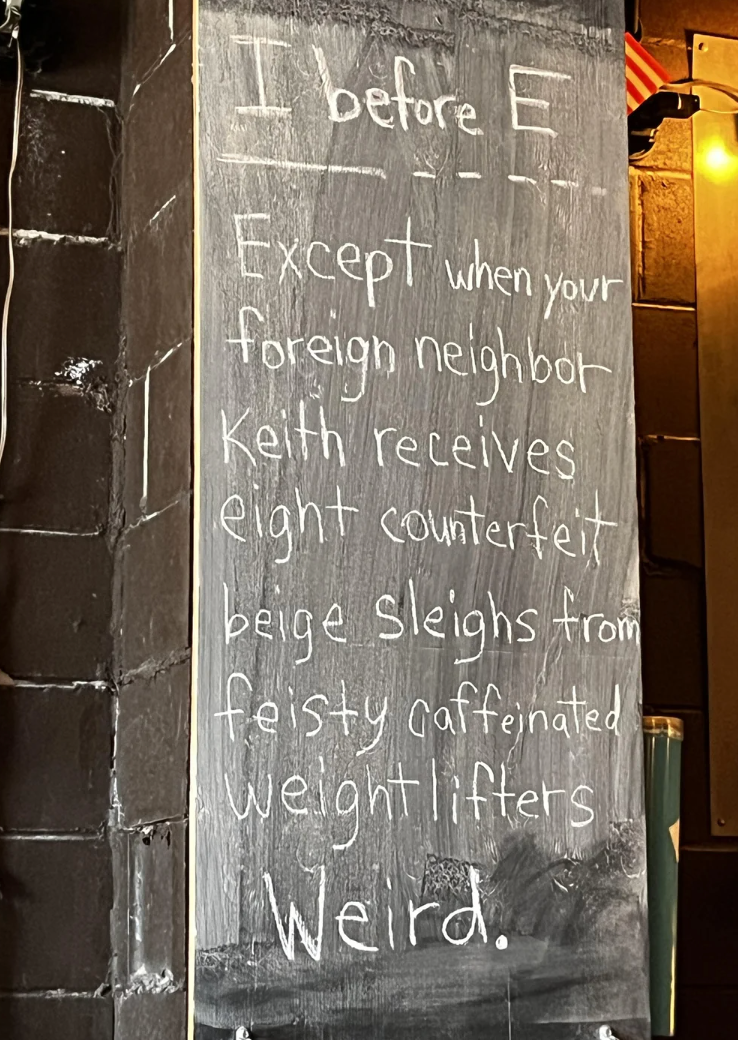 I before E
Except when your
foreign neighbor
Keith receives
eight counterfeit
beige sleighs from
feisty caffeinated
weightlifters
Weird.